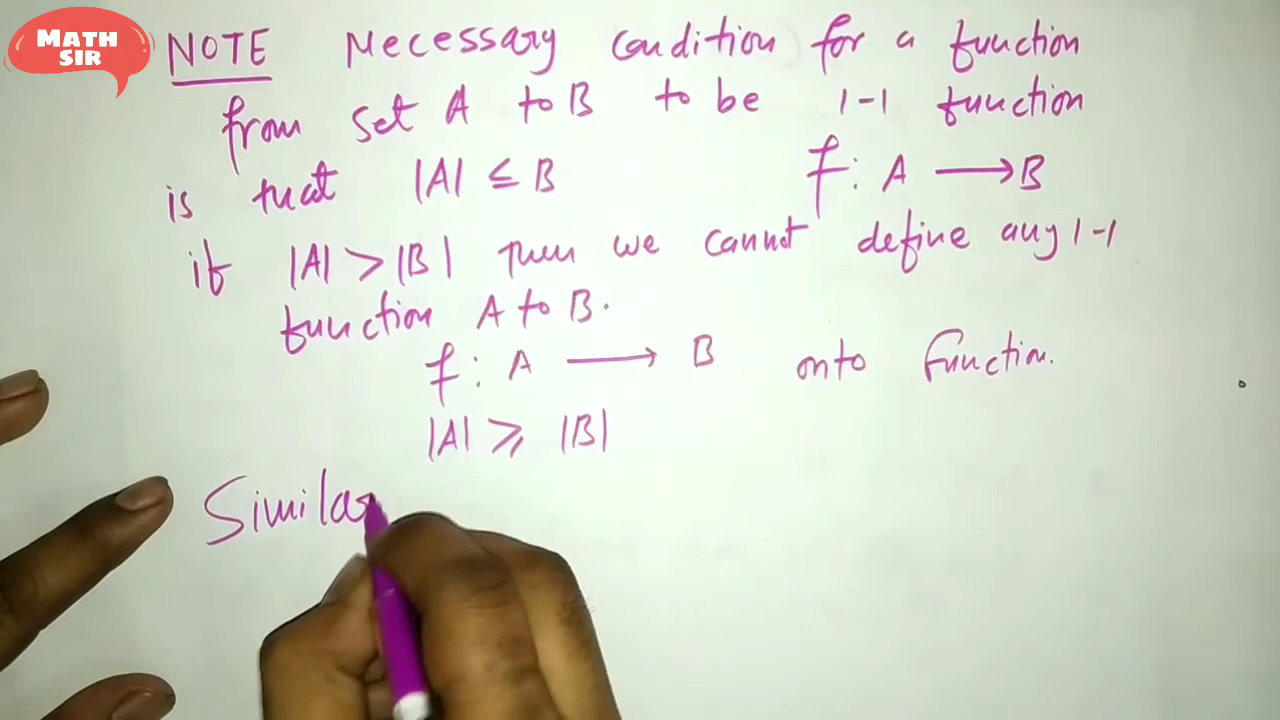 MATH
SIR
NOTE Necessary condition for a function
from set A to B to be 1-1 function
is that |A| ≤ B
f: A ⟶ B
if |A| > |B| then we cannot define any 1-1
function A to B.
f: A ⟶ B onto function.
|A| ⩾ |B|
Similar